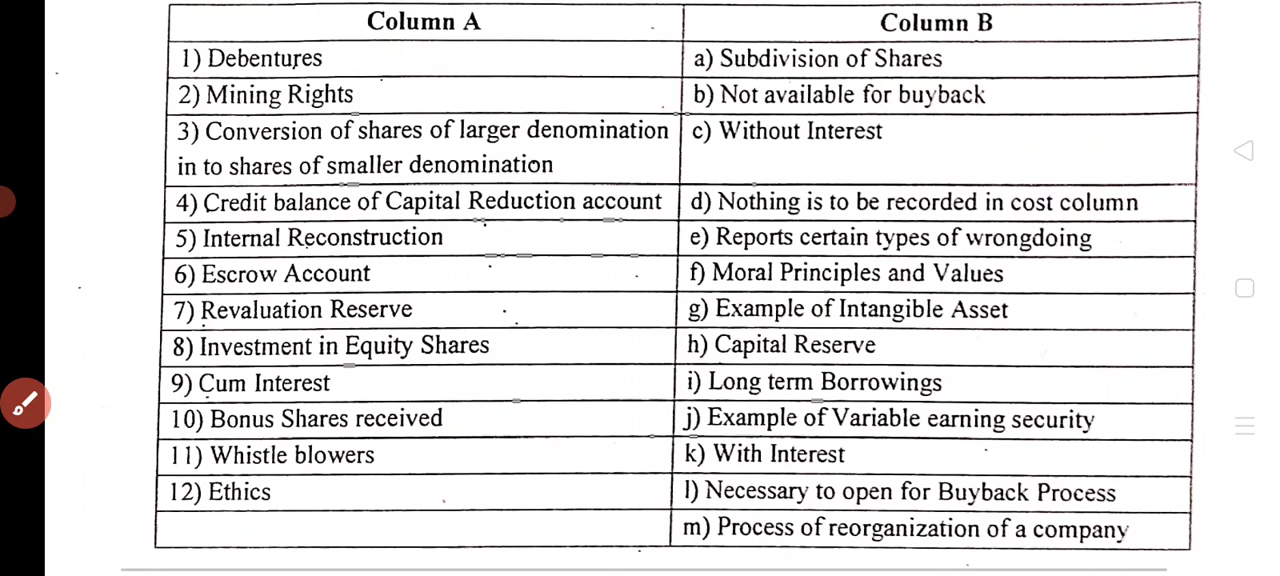 Column A Column B
1) Debentures a) Subdivision of Shares
2) Mining Rights b) Not available for buyback
3) Conversion of shares of larger denomination c) Without Interest
in to shares of smaller denomination
4) Credit balance of Capital Reduction account d) Nothing is to be recorded in cost column
5) Internal Reconstruction e) Reports certain types of wrongdoing
6) Escrow Account f) Moral Principles and Values
7) Revaluation Reserve g) Example of Intangible Asset
8) Investment in Equity Shares h) Capital Reserve
9) Cum Interest i) Long term Borrowings
10) Bonus Shares received j) Example of Variable earning security
11) Whistle blowers k) With Interest
12) Ethics l) Necessary to open for Buyback Process
m) Process of reorganization of a company